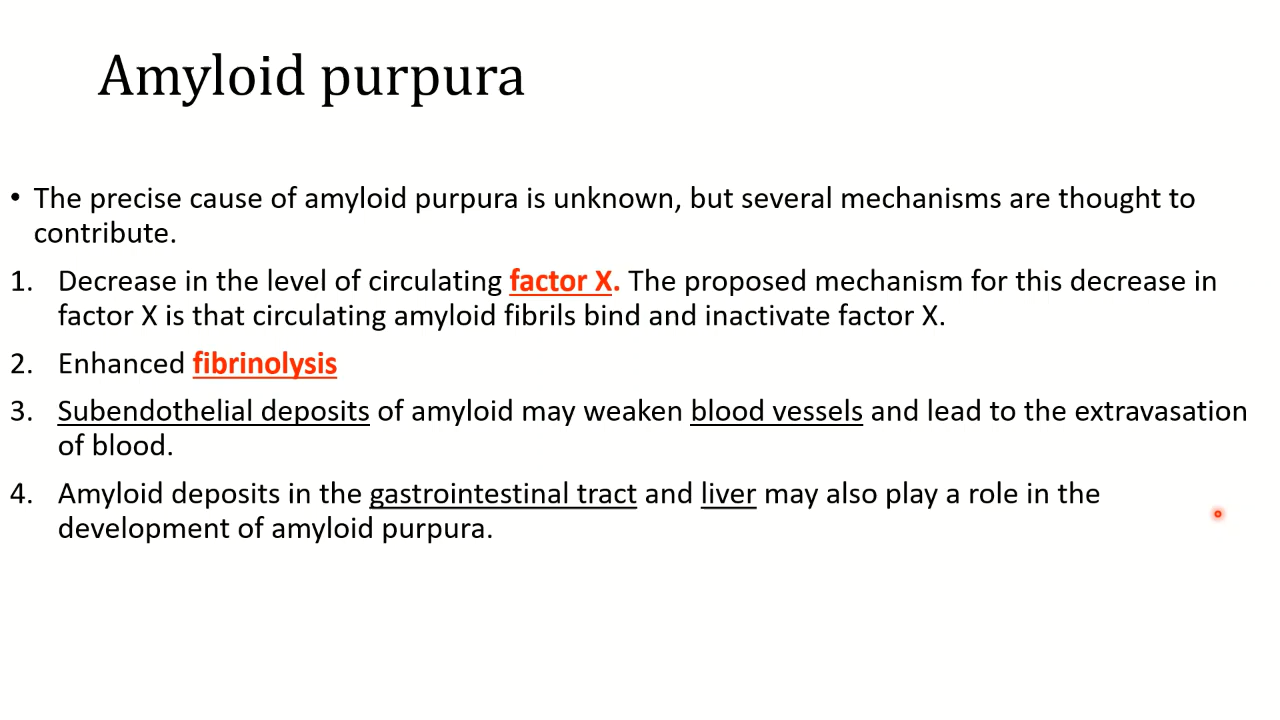 Amyloid purpura
• The precise cause of amyloid purpura is unknown, but several mechanisms are thought to
contribute.
1. Decrease in the level of circulating factor X. The proposed mechanism for this decrease in
factor X is that circulating amyloid fibrils bind and inactivate factor X.
2. Enhanced fibrinolysis
3. Subendothelial deposits of amyloid may weaken blood vessels and lead to the extravasation
of blood.
4. Amyloid deposits in the gastrointestinal tract and liver may also play a role in the
development of amyloid purpura.